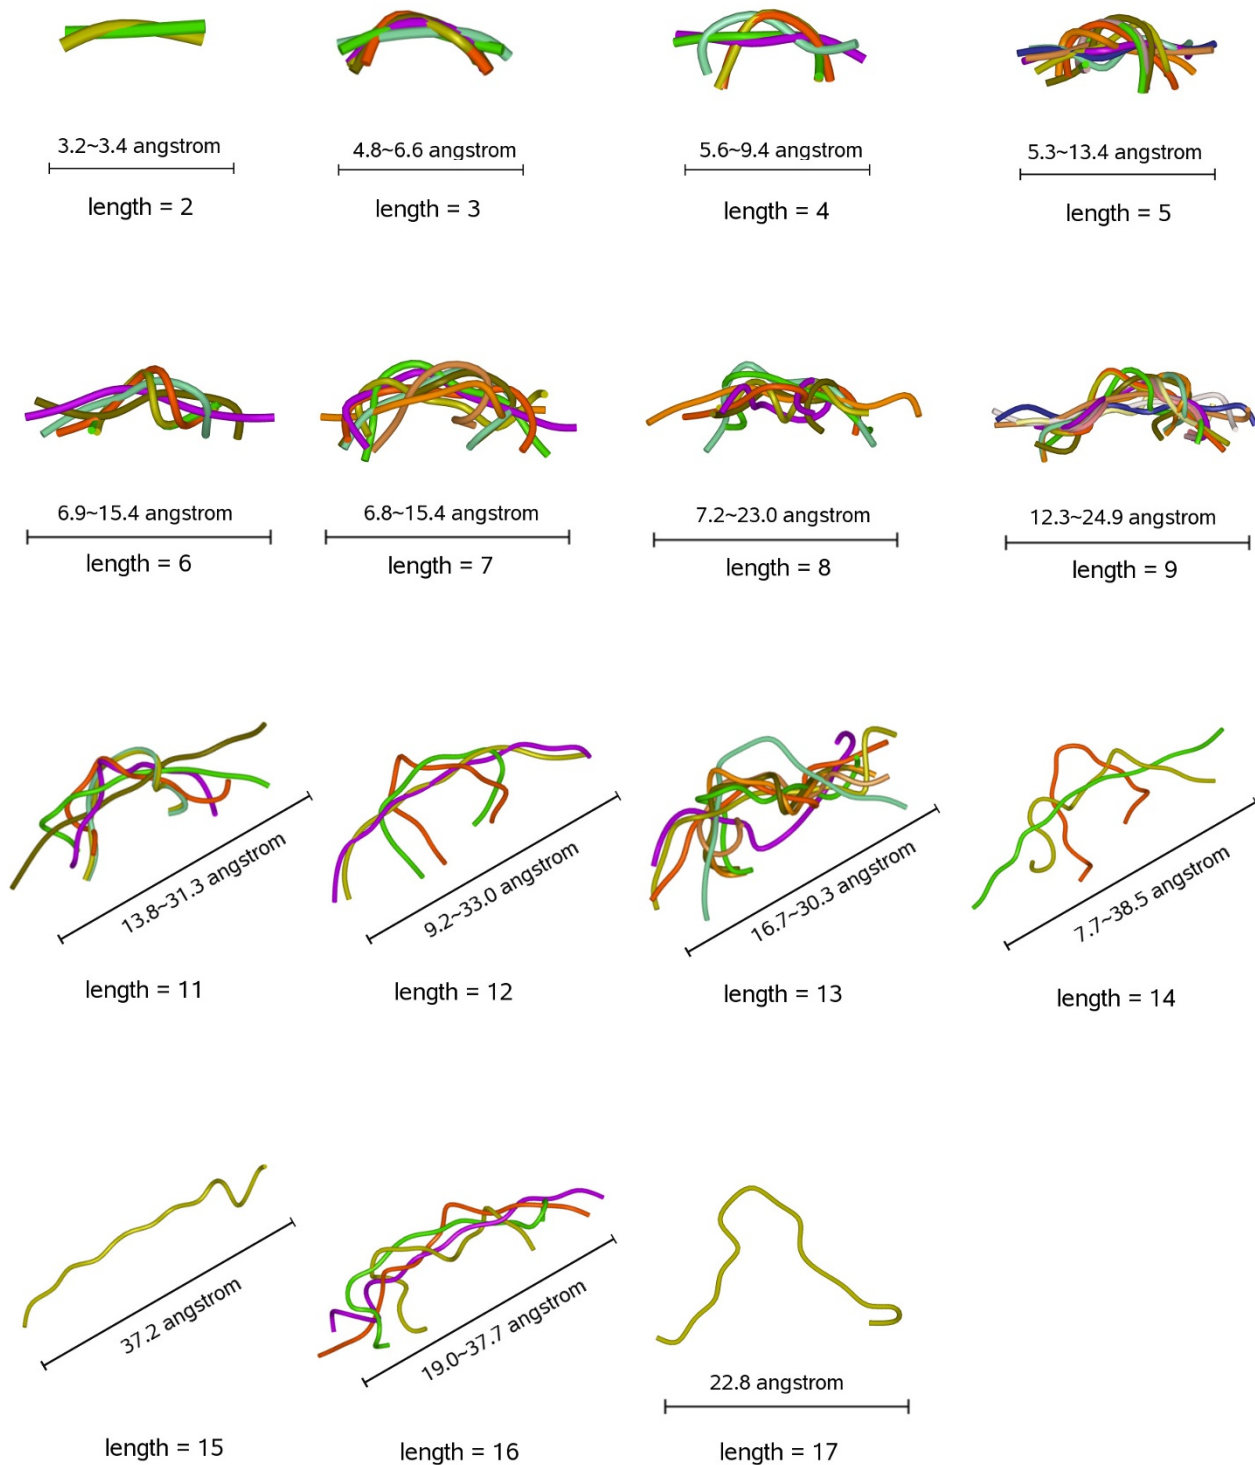 3.2~3.4 angstrom
length = 2
4.8~6.6 angstrom
length = 3
5.6~9.4 angstrom
length = 4
5.3~13.4 angstrom
length = 5
6.9~15.4 angstrom
length = 6
6.8~15.4 angstrom
length = 7
7.2~23.0 angstrom
length = 8
12.3~24.9 angstrom
length = 9
13.8~31.3 angstrom
length = 11
9.2~33.0 angstrom
length = 12
16.7~30.3 angstrom
length = 13
7.7~38.5 angstrom
length = 14
37.2 angstrom
length = 15
19.0~37.7 angstrom
length = 16
22.8 angstrom
length = 17